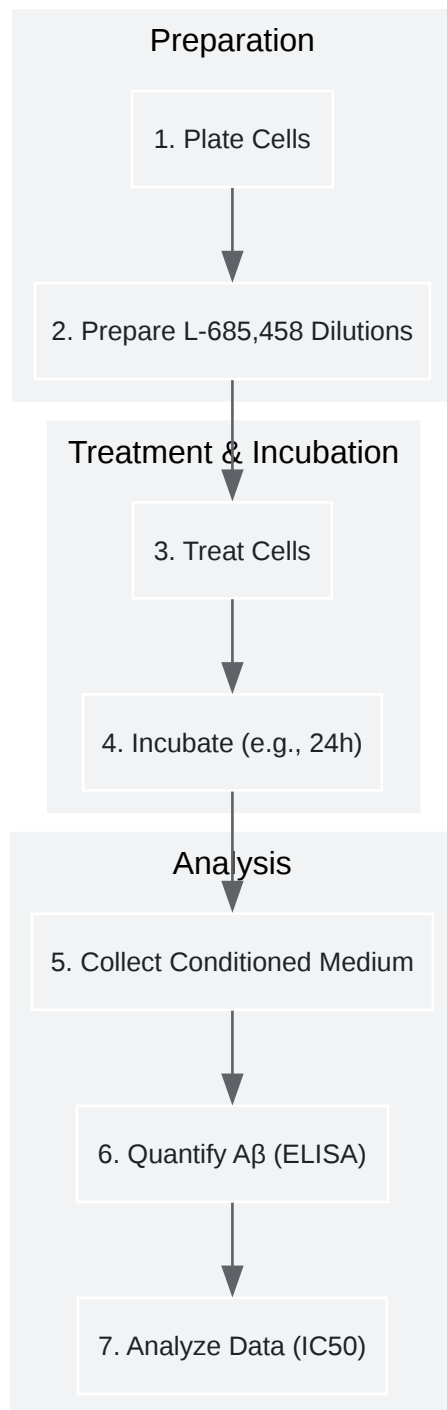 Preparation
1. Plate Cells
2. Prepare L-685,458 Dilutions
Treatment & Incubation
3. Treat Cells
4. Incubate (e.g., 24h)
Analysis
5. Collect Conditioned Medium
6. Quantify Aβ (ELISA)
7. Analyze Data (IC50)